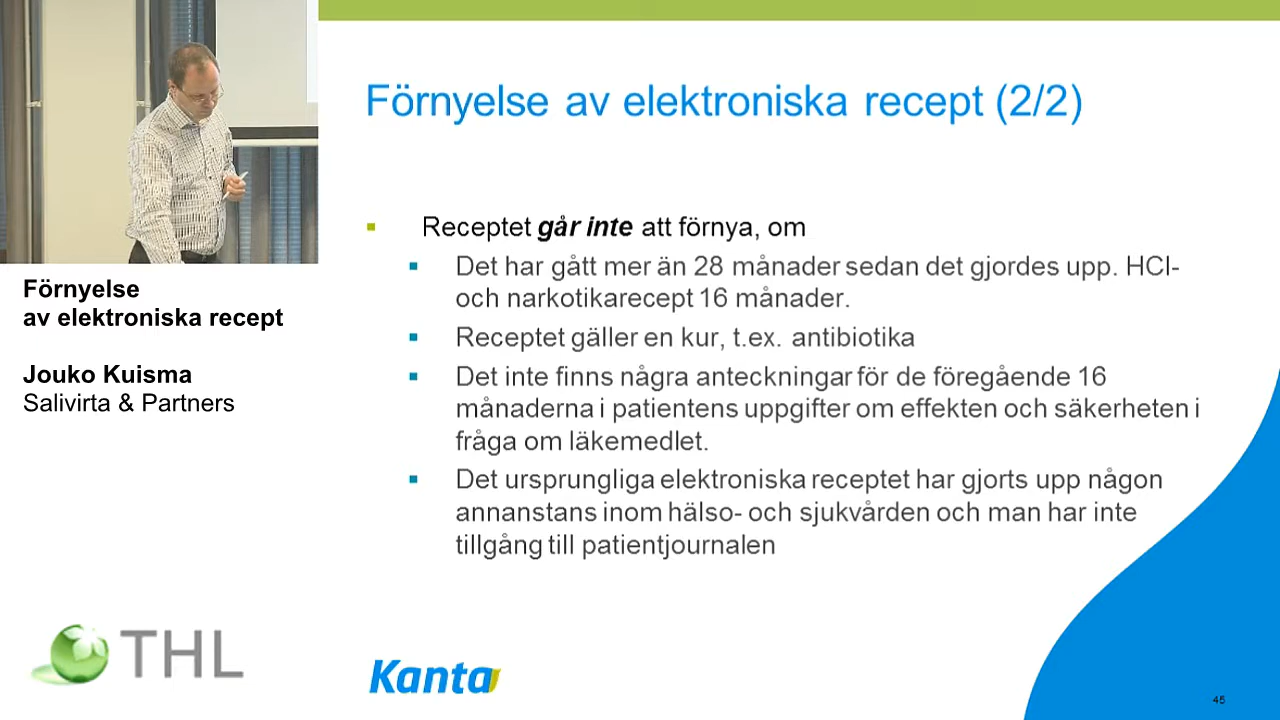 Förnyelse av elektroniska recept (2/2)
Receptet går inte att förnya, om
Det har gått mer än 28 månader sedan det gjordes upp. HCI-
och narkotikarecept 16 månader.
Receptet gäller en kur, t.ex. antibiotika
Det inte finns några anteckningar för de föregående 16
månaderna i patientens uppgifter om effekten och säkerheten i
fråga om läkemedlet.
Det ursprungliga elektroniska receptet har gjorts upp någon
annanstans inom hälso- och sjukvården och man har inte
tillgång till patientjournalen
Förnyelse
av elektroniska recept
Jouko Kuisma
Salivirta & Partners
THL
Kanta
45